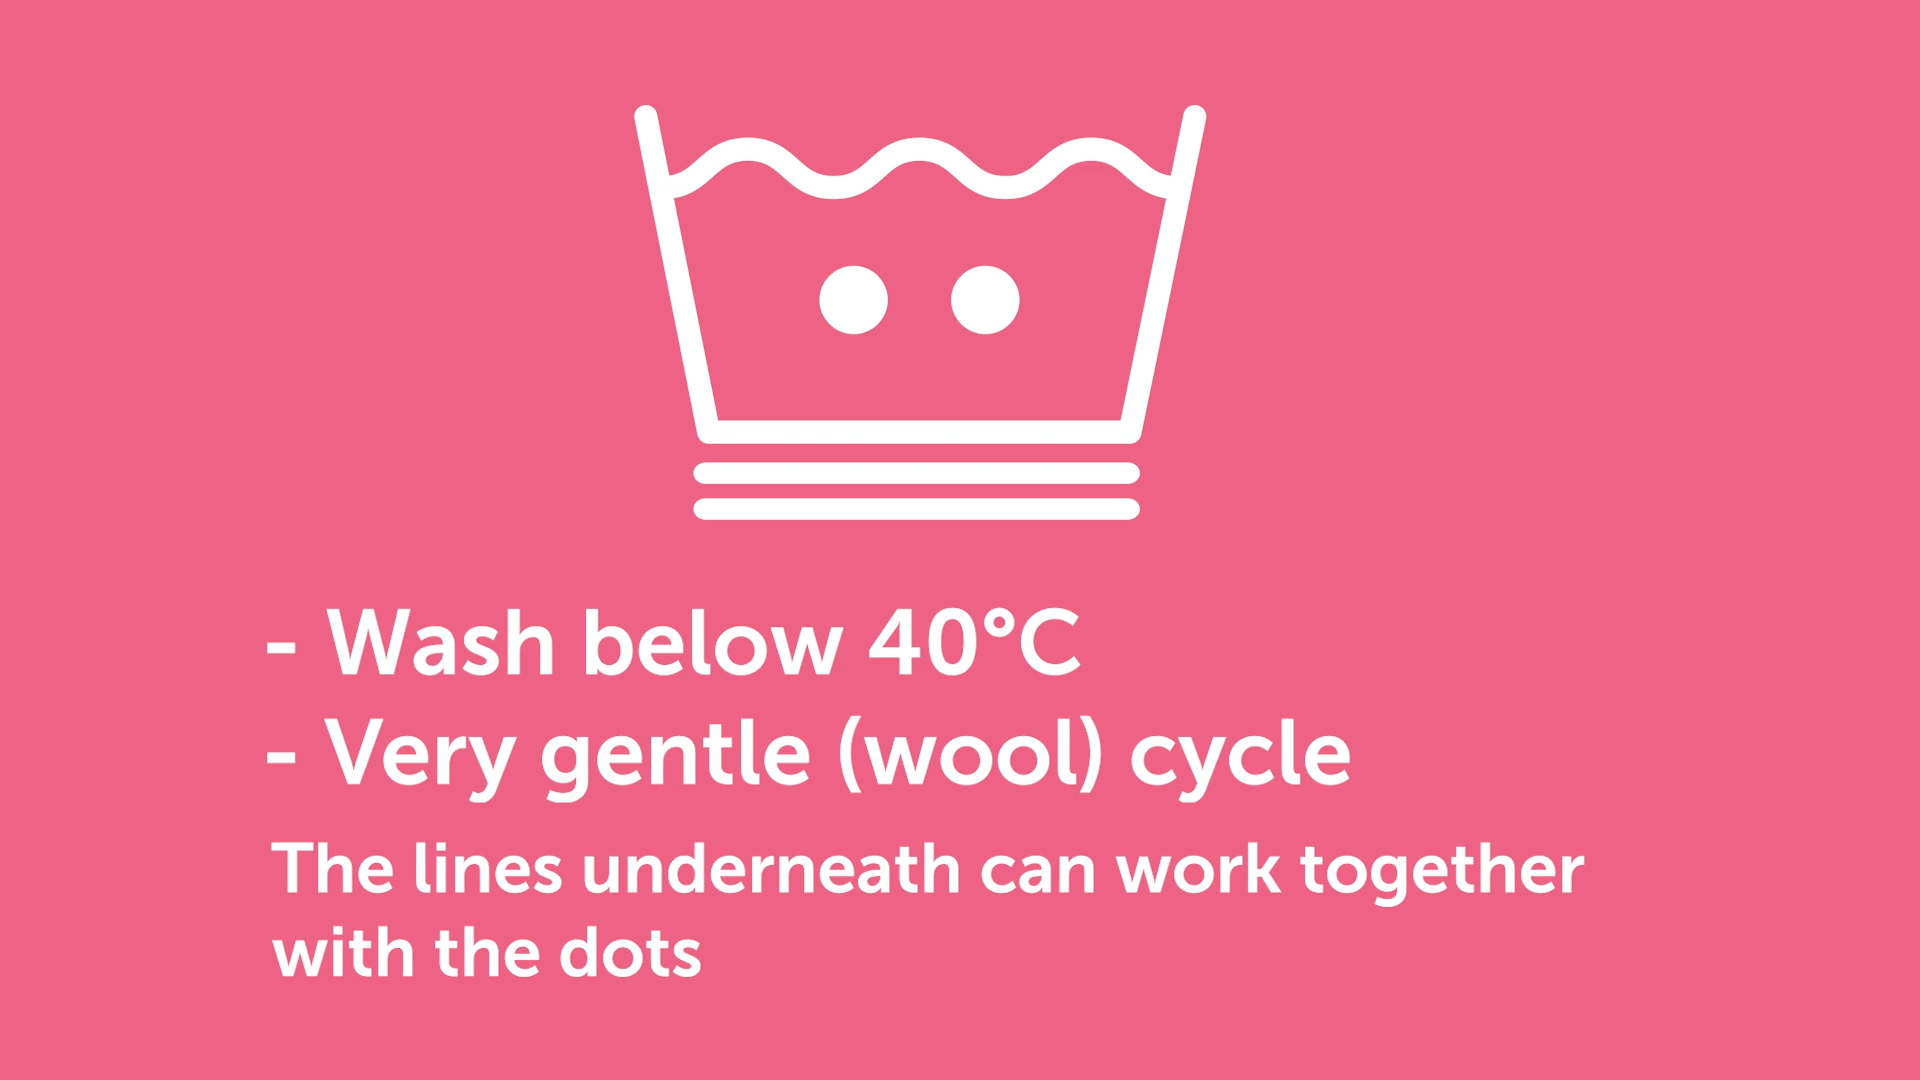 - Wash below 40°C
- Very gentle (wool) cycle
The lines underneath can work together
with the dots